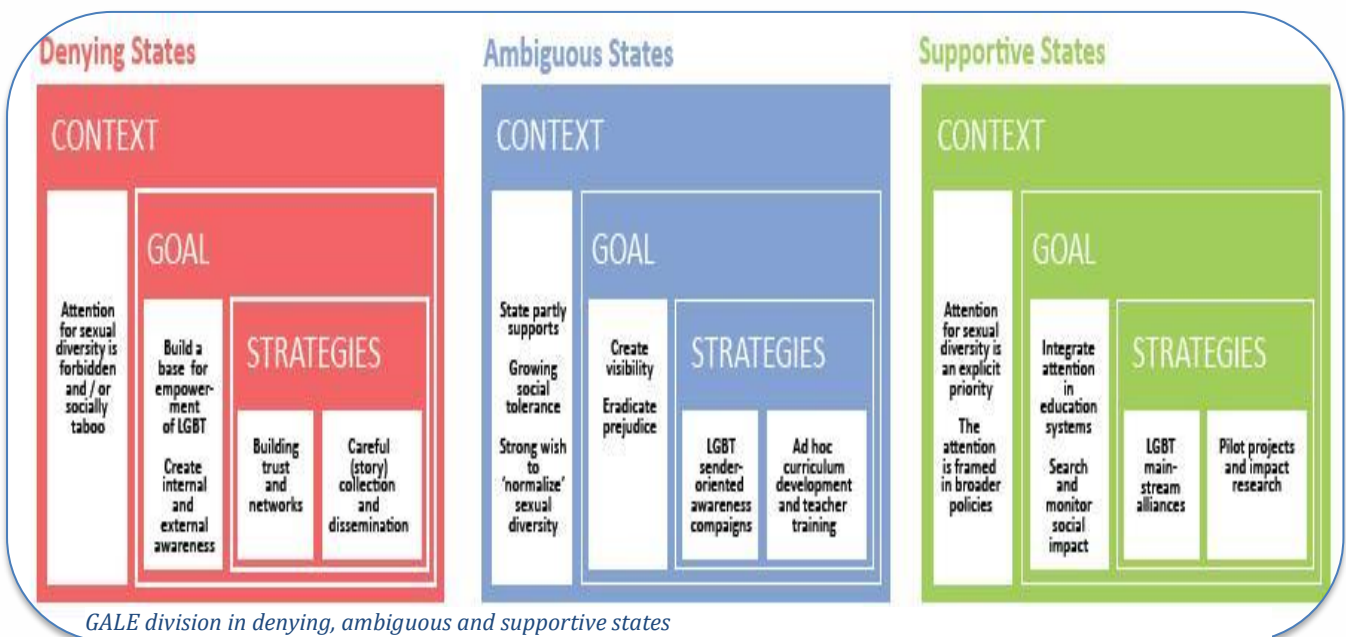 Denying States
CONTEXT
Attention
for sexual
diversity is
forbidden
and / or
socially
taboo
GOAL
Build a
base for
empower-
ment
of LGBT
Create
internal
and
external
awareness
STRATEGIES
Building
trust
and
networks
Careful
(story)
collection
and
dissemination
Ambiguous States
CONTEXT
State partly
supports
Growing
social
tolerance
Strong wish
to
‘normalize’
sexual
diversity
GOAL
Create
visibility
Eradicate
prejudice
STRATEGIES
LGBT
sender-
oriented
awareness
compaigns
Ad hoc
curriculum
development
and teacher
training
Supportive States
CONTEXT
Attention
for sexual
diversity is
an explicit
priority
The
attention
is framed
in broader
policies
GOAL
Integrate
attention
in
education
systems
Search
and
monitor
social
impact
STRATEGIES
LGBT
main-
stream
alliances
Pilot projects
and impact
research
GALE division in denying, ambiguous and supportive states